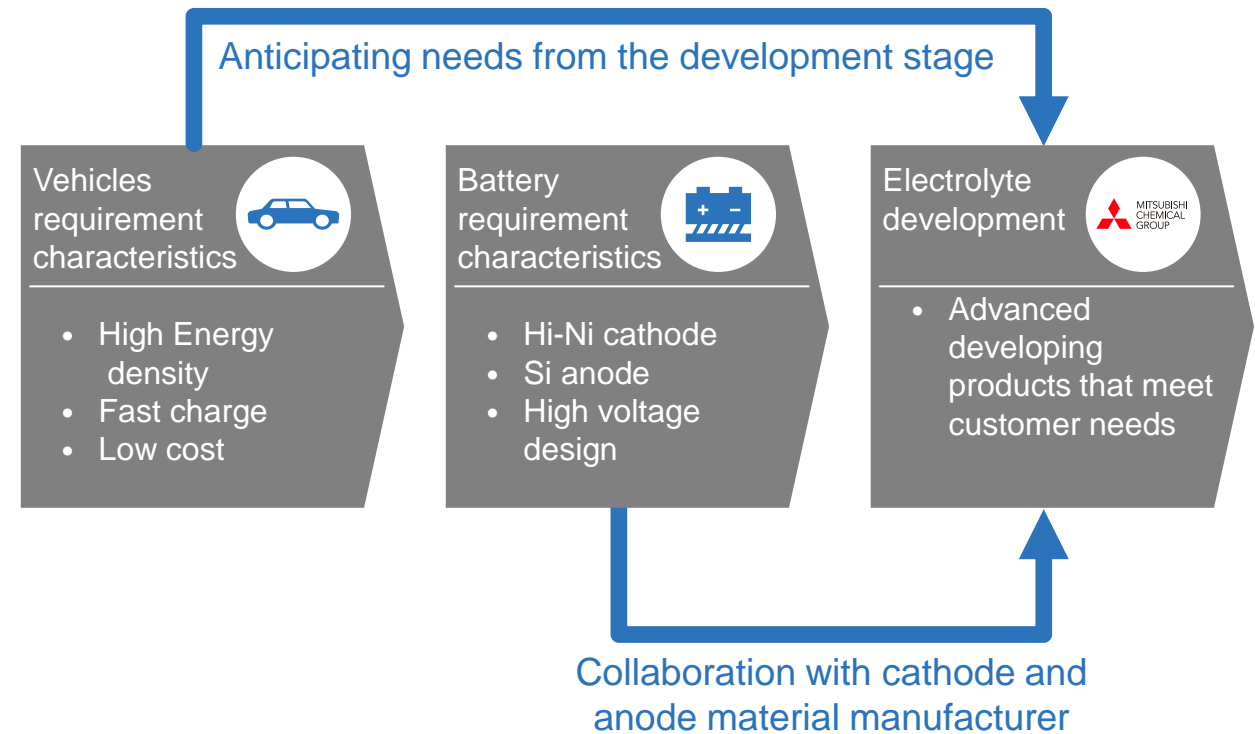 Anticipating needs from the development stage
Vehicles
requirement
characteristics
• High Energy
density
• Fast charge
• Low cost
Battery
requirement
characteristics
+ −
• Hi-Ni cathode
• Si anode
• High voltage
design
Electrolyte
development
MITSUBISHI
CHEMICAL
GROUP
• Advanced
developing
products that meet
customer needs
Collaboration with cathode and
anode material manufacturer